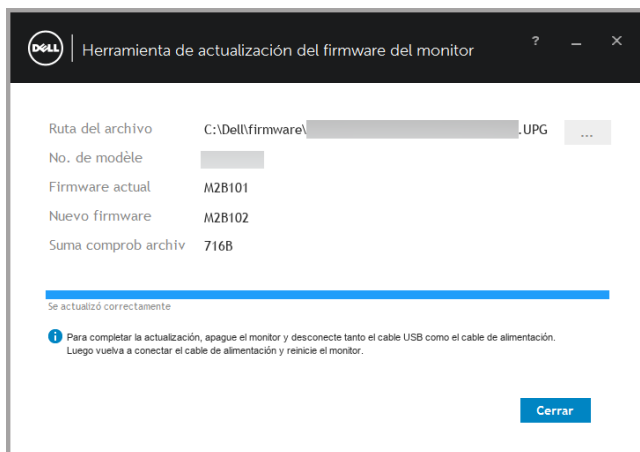 DELL
Herramienta de actualización del firmware del monitor
? – ×
Ruta del archivo C:\Dell\firmware\ .UPG ...
No. de modèle
Firmware actual M2B101
Nuevo firmware M2B102
Suma comprob archiv 716B
Se actualizó correctamente
Para completar la actualización, apague el monitor y desconecte tanto el cable USB como el cable de alimentación.
Luego vuelva a conectar el cable de alimentación y reinicie el monitor.
Cerrar